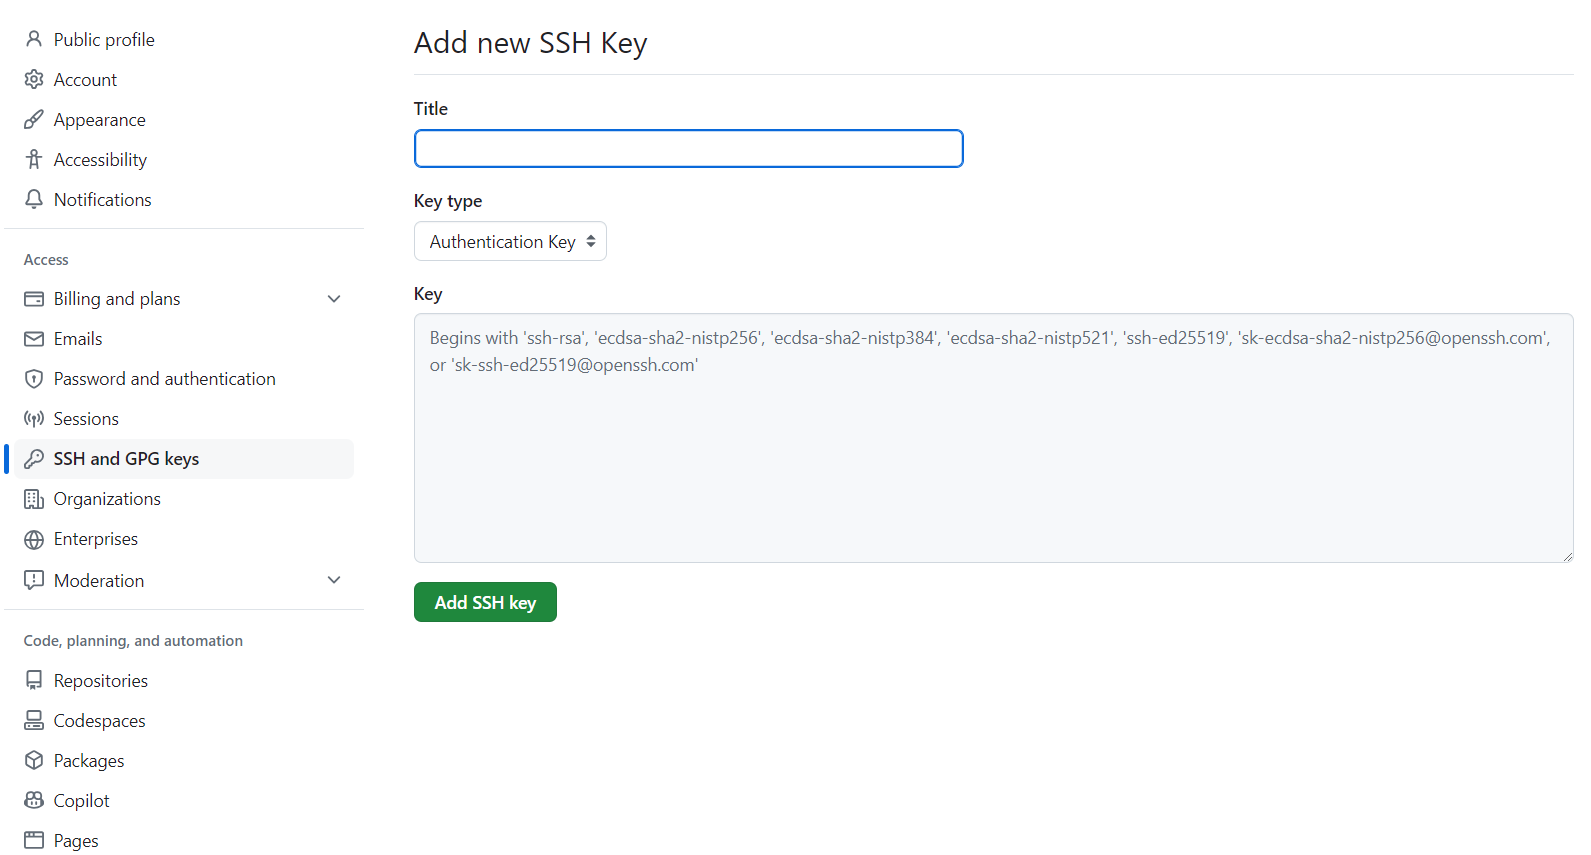 Public profile
Account
Appearance
Accessibility
Notifications
Access
Billing and plans
Emails
Password and authentication
Sessions
SSH and GPG keys
Organizations
Enterprises
Moderation
Code, planning, and automation
Repositories
Codespaces
Packages
Copilot
Pages
Add new SSH Key
Title
Key type
Authentication Key
Key
Begins with 'ssh-rsa', 'ecdsa-sha2-nistp256', 'ecdsa-sha2-nistp384', 'ecdsa-sha2-nistp521', 'ssh-ed25519', 'sk-ecdsa-sha2-nistp256@openssh.com',
or 'sk-ssh-ed25519@openssh.com'
Add SSH key